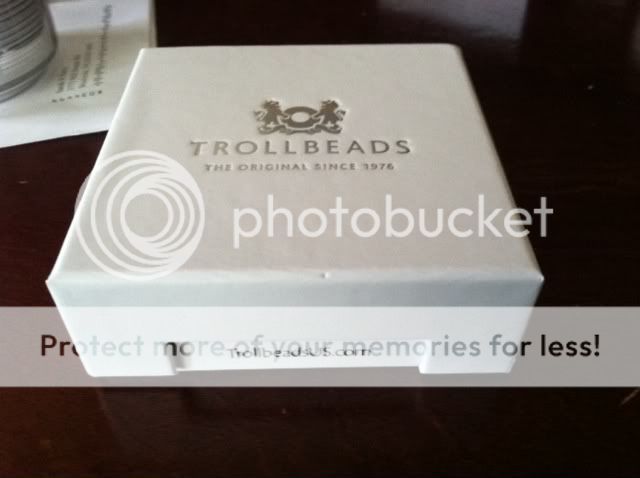 TROLLBEADS
THE ORIGINAL SINCE 1976
photobucket
Protect more of your memories for less!
TrollbeadsUS.com